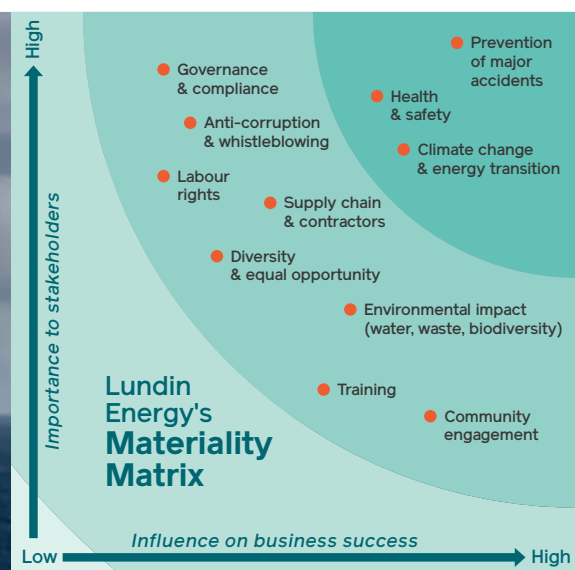 High
Importance to stakeholders
Governance
& compliance
Anti-corruption
& whistleblowing
Labour
rights
Supply chain
& contractors
Diversity
& equal opportunity
Prevention
of major
accidents
Health
& safety
Climate change
& energy transition
Environmental impact
(water, waste, biodiversity)
Training
Community
engagement
Lundin
Energy's
Materiality
Matrix
Influence on business success
Low
High